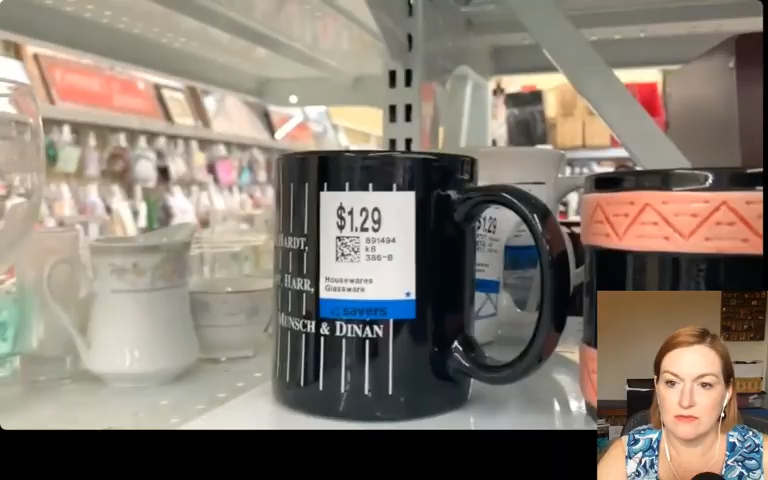 $1.29
891494
k8
386-B
Housewares
Glassware
savers
HARDT,
HARR,
MUNSCH & DINAN
$1.29